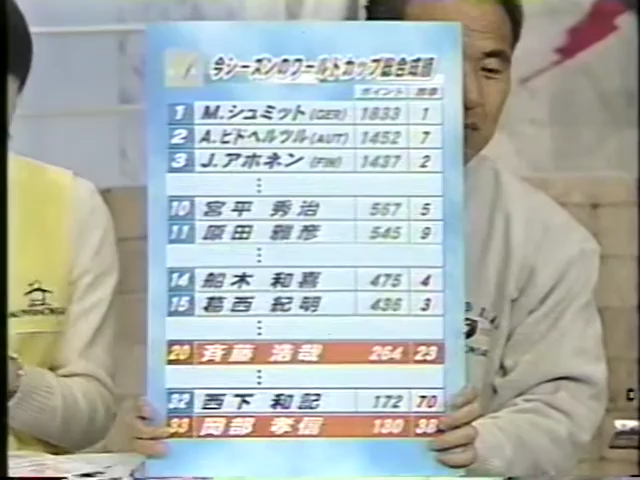 今シーズンのワールドカップ総合成績
ポイント 昨季
1 M.シュミット(GER) 1833 1
2 A.ビドヘルツル(AUT) 1452 7
3 J.アホネン(FIN) 1437 2
10 宮平 秀治 567 5
11 原田 雅彦 545 9
14 船木 和喜 475 4
15 葛西 紀明 436 3
20 斉藤 浩哉 264 23
32 西下 和記 172 70
33 岡部 孝信 130 38